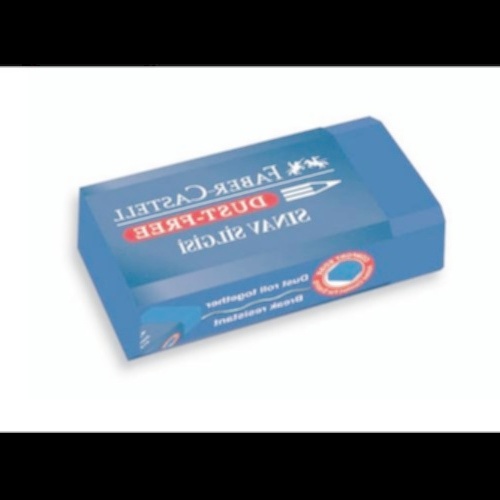 FABER-CASTELL
DUST-FREE
SINAV SİLGİSİ
Dust roll together
Break resistant